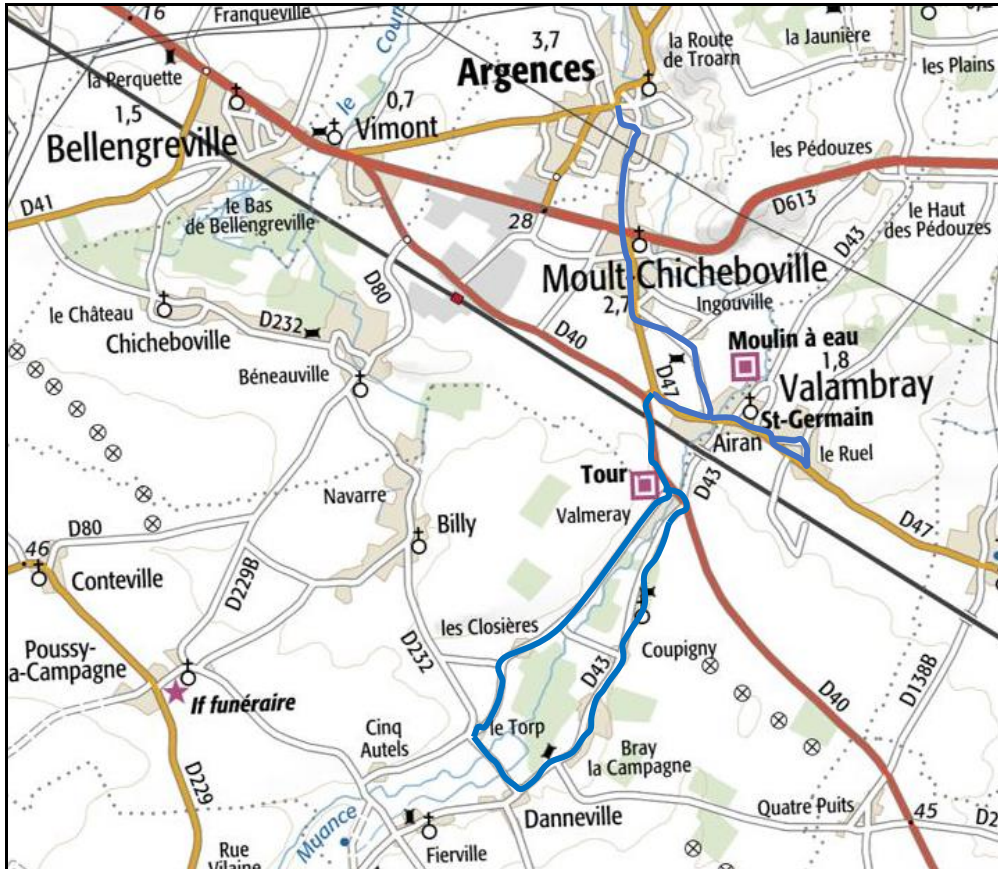 16
Franqueville
3,7
la Route
de Troarn
la Jaunière
les Plains
la Perquette
1,5
Bellengreville
le
0,7
Vimont
Argences
les Pédouzes
D41
le Bas
de Bellengreville
28
D613
D43
le Haut
des Pédouzes
Moult-Chicheboville
2,7
Ingouville
le Château
Chicheboville
D232
D80
D40
Béneauville
D47
Moulin à eau
1,8
Valambray
St-Germain
Airan
le Ruel
D43
D47
Tour
Valmeray
Navarre
Billy
D80
46
Conteville
D229B
les Closières
D232
Coupigny
D43
D40
D138B
Poussy-
a-Campagne
If funéraire
Cinq
Autels
le Torp
Bray
la Campagne
D229
Danneville
Quatre Puits
45
D2
Muance
Fierville
Rue
Vilaine